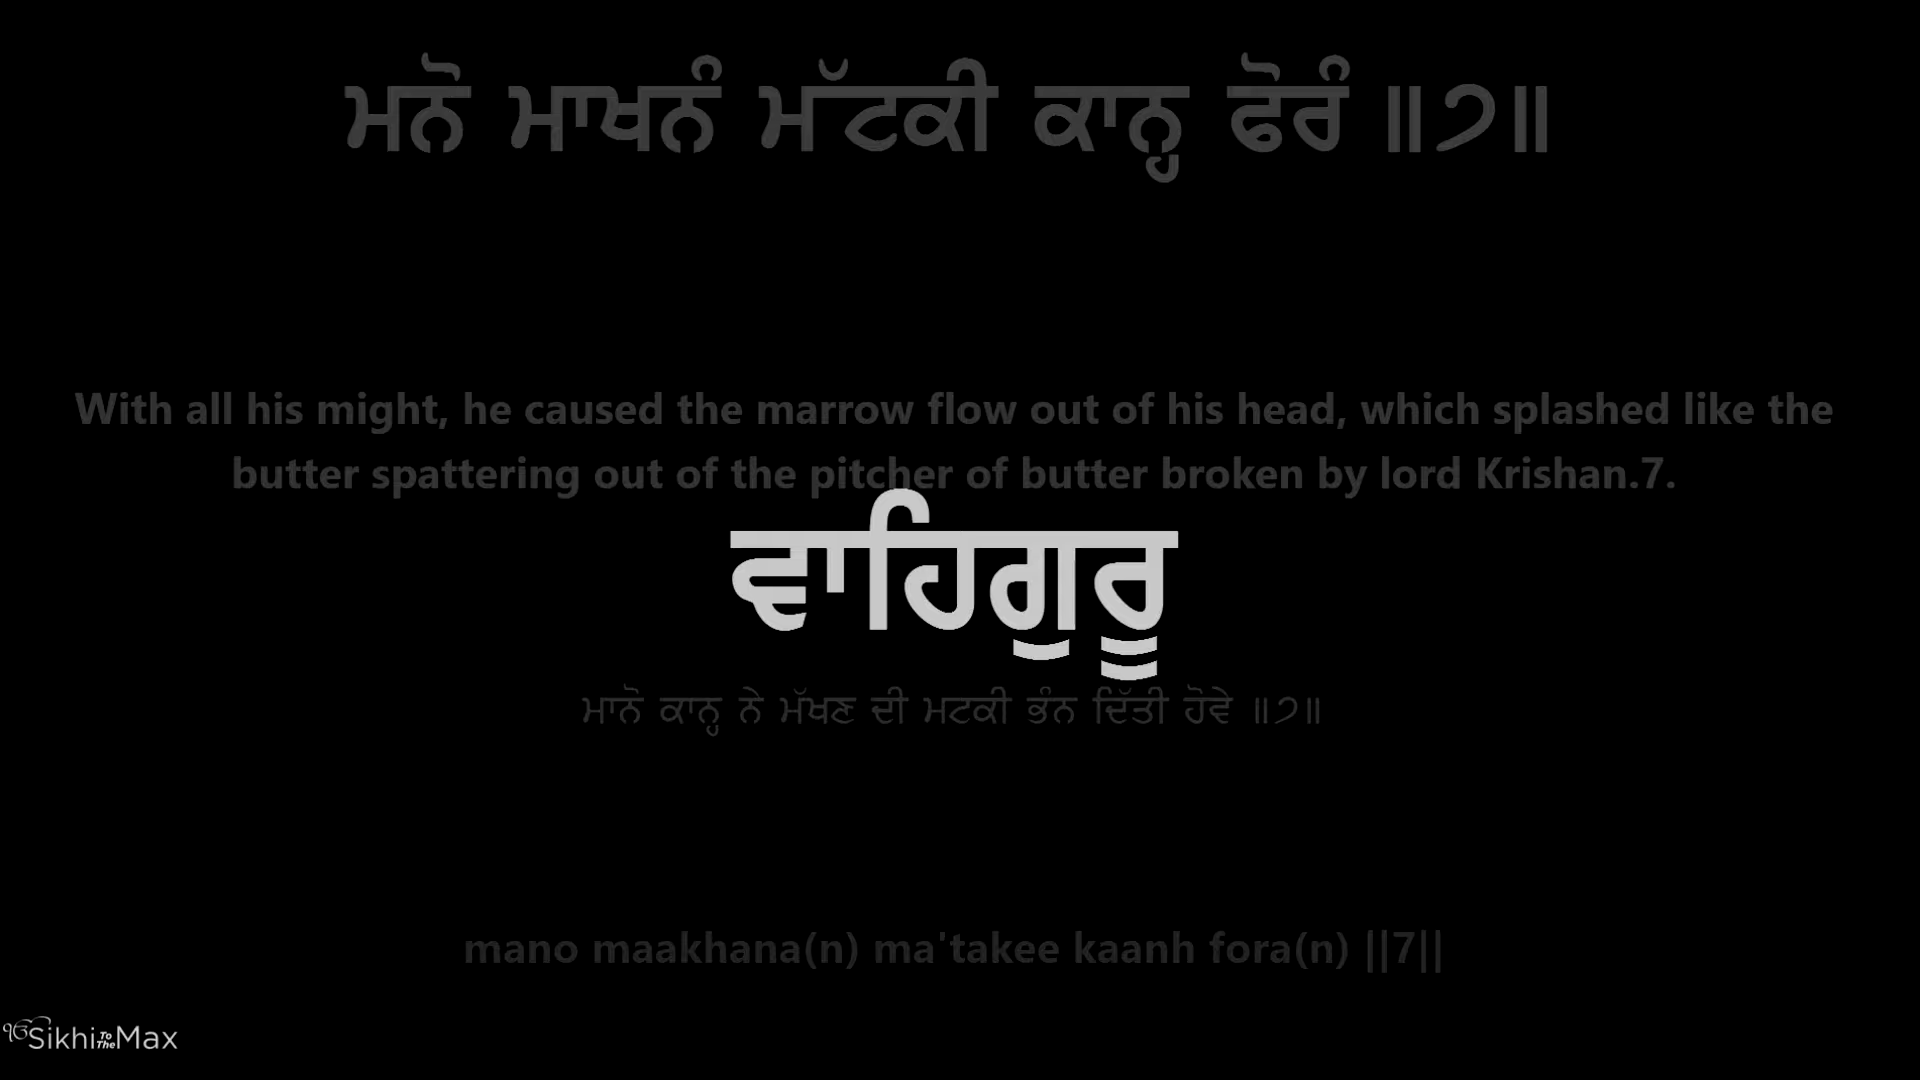 ਮਨੋ ਮਾਖਨੰ ਮੱਟਕੀ ਕਾਨ੍ਹ ਫੋਰੰ ॥੭॥
With all his might, he caused the marrow flow out of his head, which splashed like the
butter spattering out of the pitcher of butter broken by lord Krishan.7.
ਵਾਹਿਗੁਰੂ
ਮਾਨੋ ਕਾਨ੍ਹ ਨੇ ਮੱਖਣ ਦੀ ਮਟਕੀ ਭੰਨ ਦਿੱਤੀ ਹੋਵੇ ॥੭॥
mano maakhana(n) ma'takee kaanh fora(n) ||7||
ੴSikhi To The Max